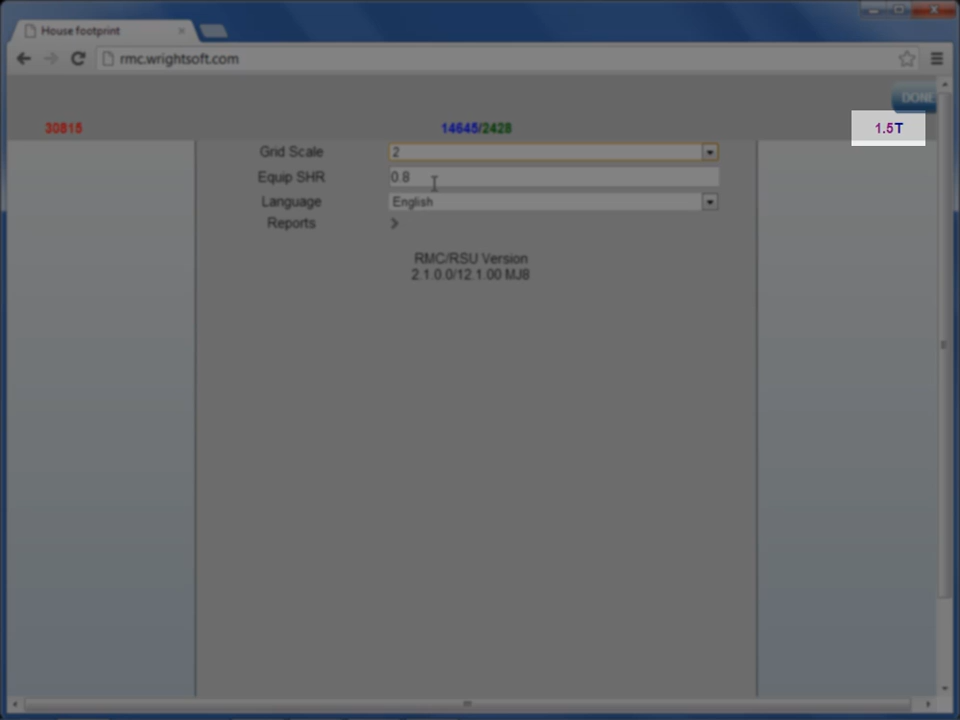 House footprint
rmc.wrightsoft.com
DONE
30815 14645/2428 1.5T
Grid Scale 2
Equip SHR 0.8
Language English
Reports
RMC/RSU Version
2.1.0.0/12.1.00 MJ8